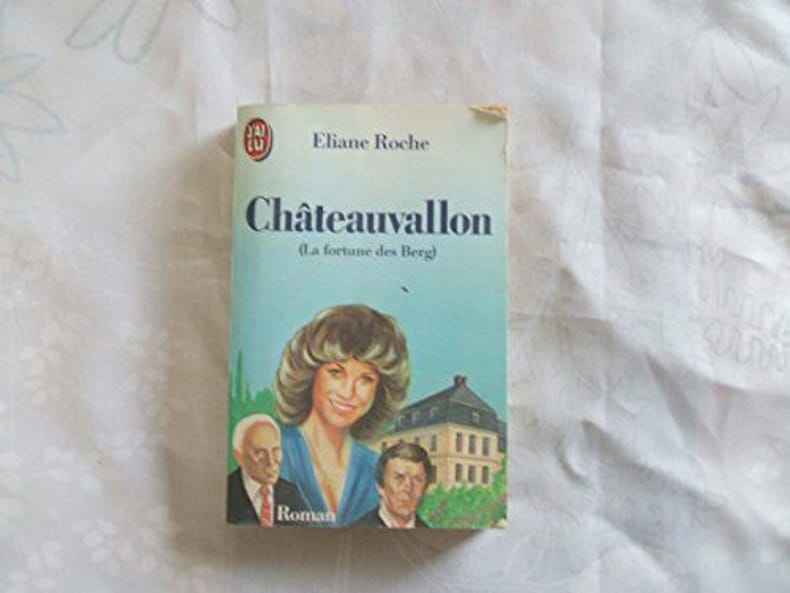 J'AI
LU
Eliane Roche
Châteauvallon
(La fortune des Berg)
Roman